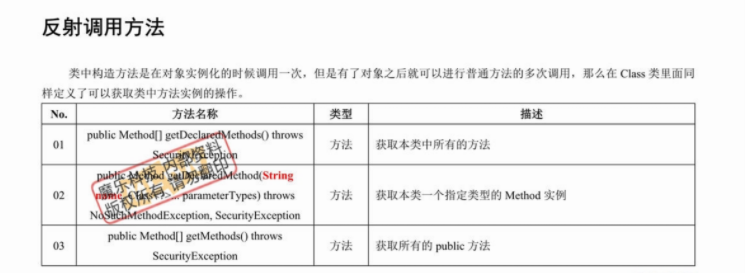 反射调用方法
类中构造方法是在对象实例化的时候调用一次，但是有了对象之后就可以进行普通方法的多次调用，那么在 Class 类里面同
样定义了可以获取类中方法实例的操作。
No. 方法名称 类型 描述
public Method[] getDeclaredMethods() throws
01 方法 获取本类中所有的方法
SecurityException
public Method getDeclaredMethod(String
02 parameterTypes) throws 方法 获取本类一个指定类型的 Method 实例
NoSuchMethodException, SecurityException
public Method[] getMethods() throws
03 方法 获取所有的 public 方法
SecurityException
魔乐科技 内部资料
版权所有 请勿翻印